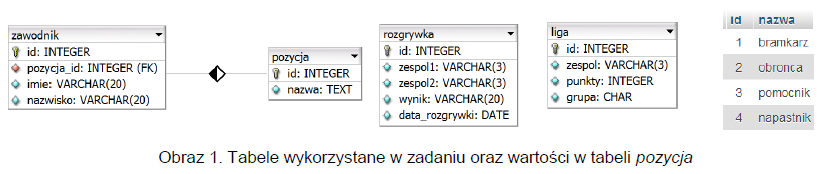 zawodnik
id: INTEGER
pozycja_id: INTEGER (FK)
imie: VARCHAR(20)
nazwisko: VARCHAR(20)
pozycja
id: INTEGER
nazwa: TEXT
rozgrywka
id: INTEGER
zespol1: VARCHAR(3)
zespol2: VARCHAR(3)
wynik: VARCHAR(20)
data_rozgrywki: DATE
liga
id: INTEGER
zespol: VARCHAR(3)
punkty: INTEGER
grupa: CHAR
id nazwa
1 bramkarz
2 obronca
3 pomocnik
4 napastnik
Obraz 1. Tabele wykorzystane w zadaniu oraz wartości w tabeli pozycja